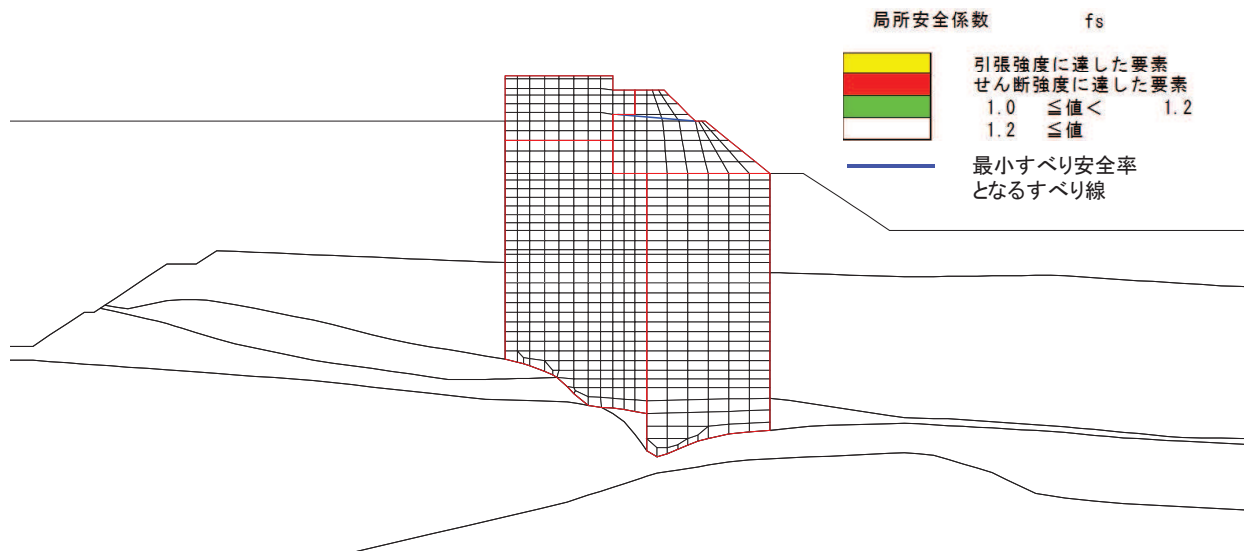 局所安全係数 fs
引張強度に達した要素
せん断強度に達した要素
1.0 ≦値< 1.2
1.2 ≦値
最小すべり安全率
となるすべり線